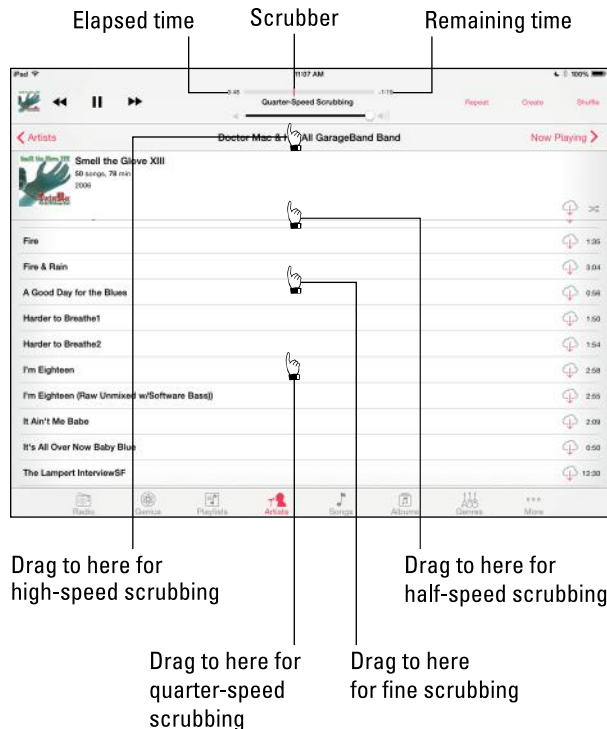 Elapsed time
Scrubber
Remaining time
iPad
11:07 AM
100%
0:45
-1:19
Quarter-Speed Scrubbing
Repeat
Create
Shuffle
Artists
Doctor Mac & All GarageBand Band
Now Playing
Smell the Glove XIII
50 songs, 78 min
2006
Fire 1:35
Fire & Rain 3:04
A Good Day for the Blues 0:56
Harder to Breathe1 1:50
Harder to Breathe2 1:54
I'm Eighteen 2:58
I'm Eighteen (Raw Unmixed w/Software Bass)) 2:55
It Ain't Me Babe 2:09
It's All Over Now Baby Blue 0:50
The Lampert InterviewSF 12:30
Radio
Genius
Playlists
Artists
Songs
Albums
Genres
More
Drag to here for
high-speed scrubbing
Drag to here for
half-speed scrubbing
Drag to here for
quarter-speed
scrubbing
Drag to here
for fine scrubbing